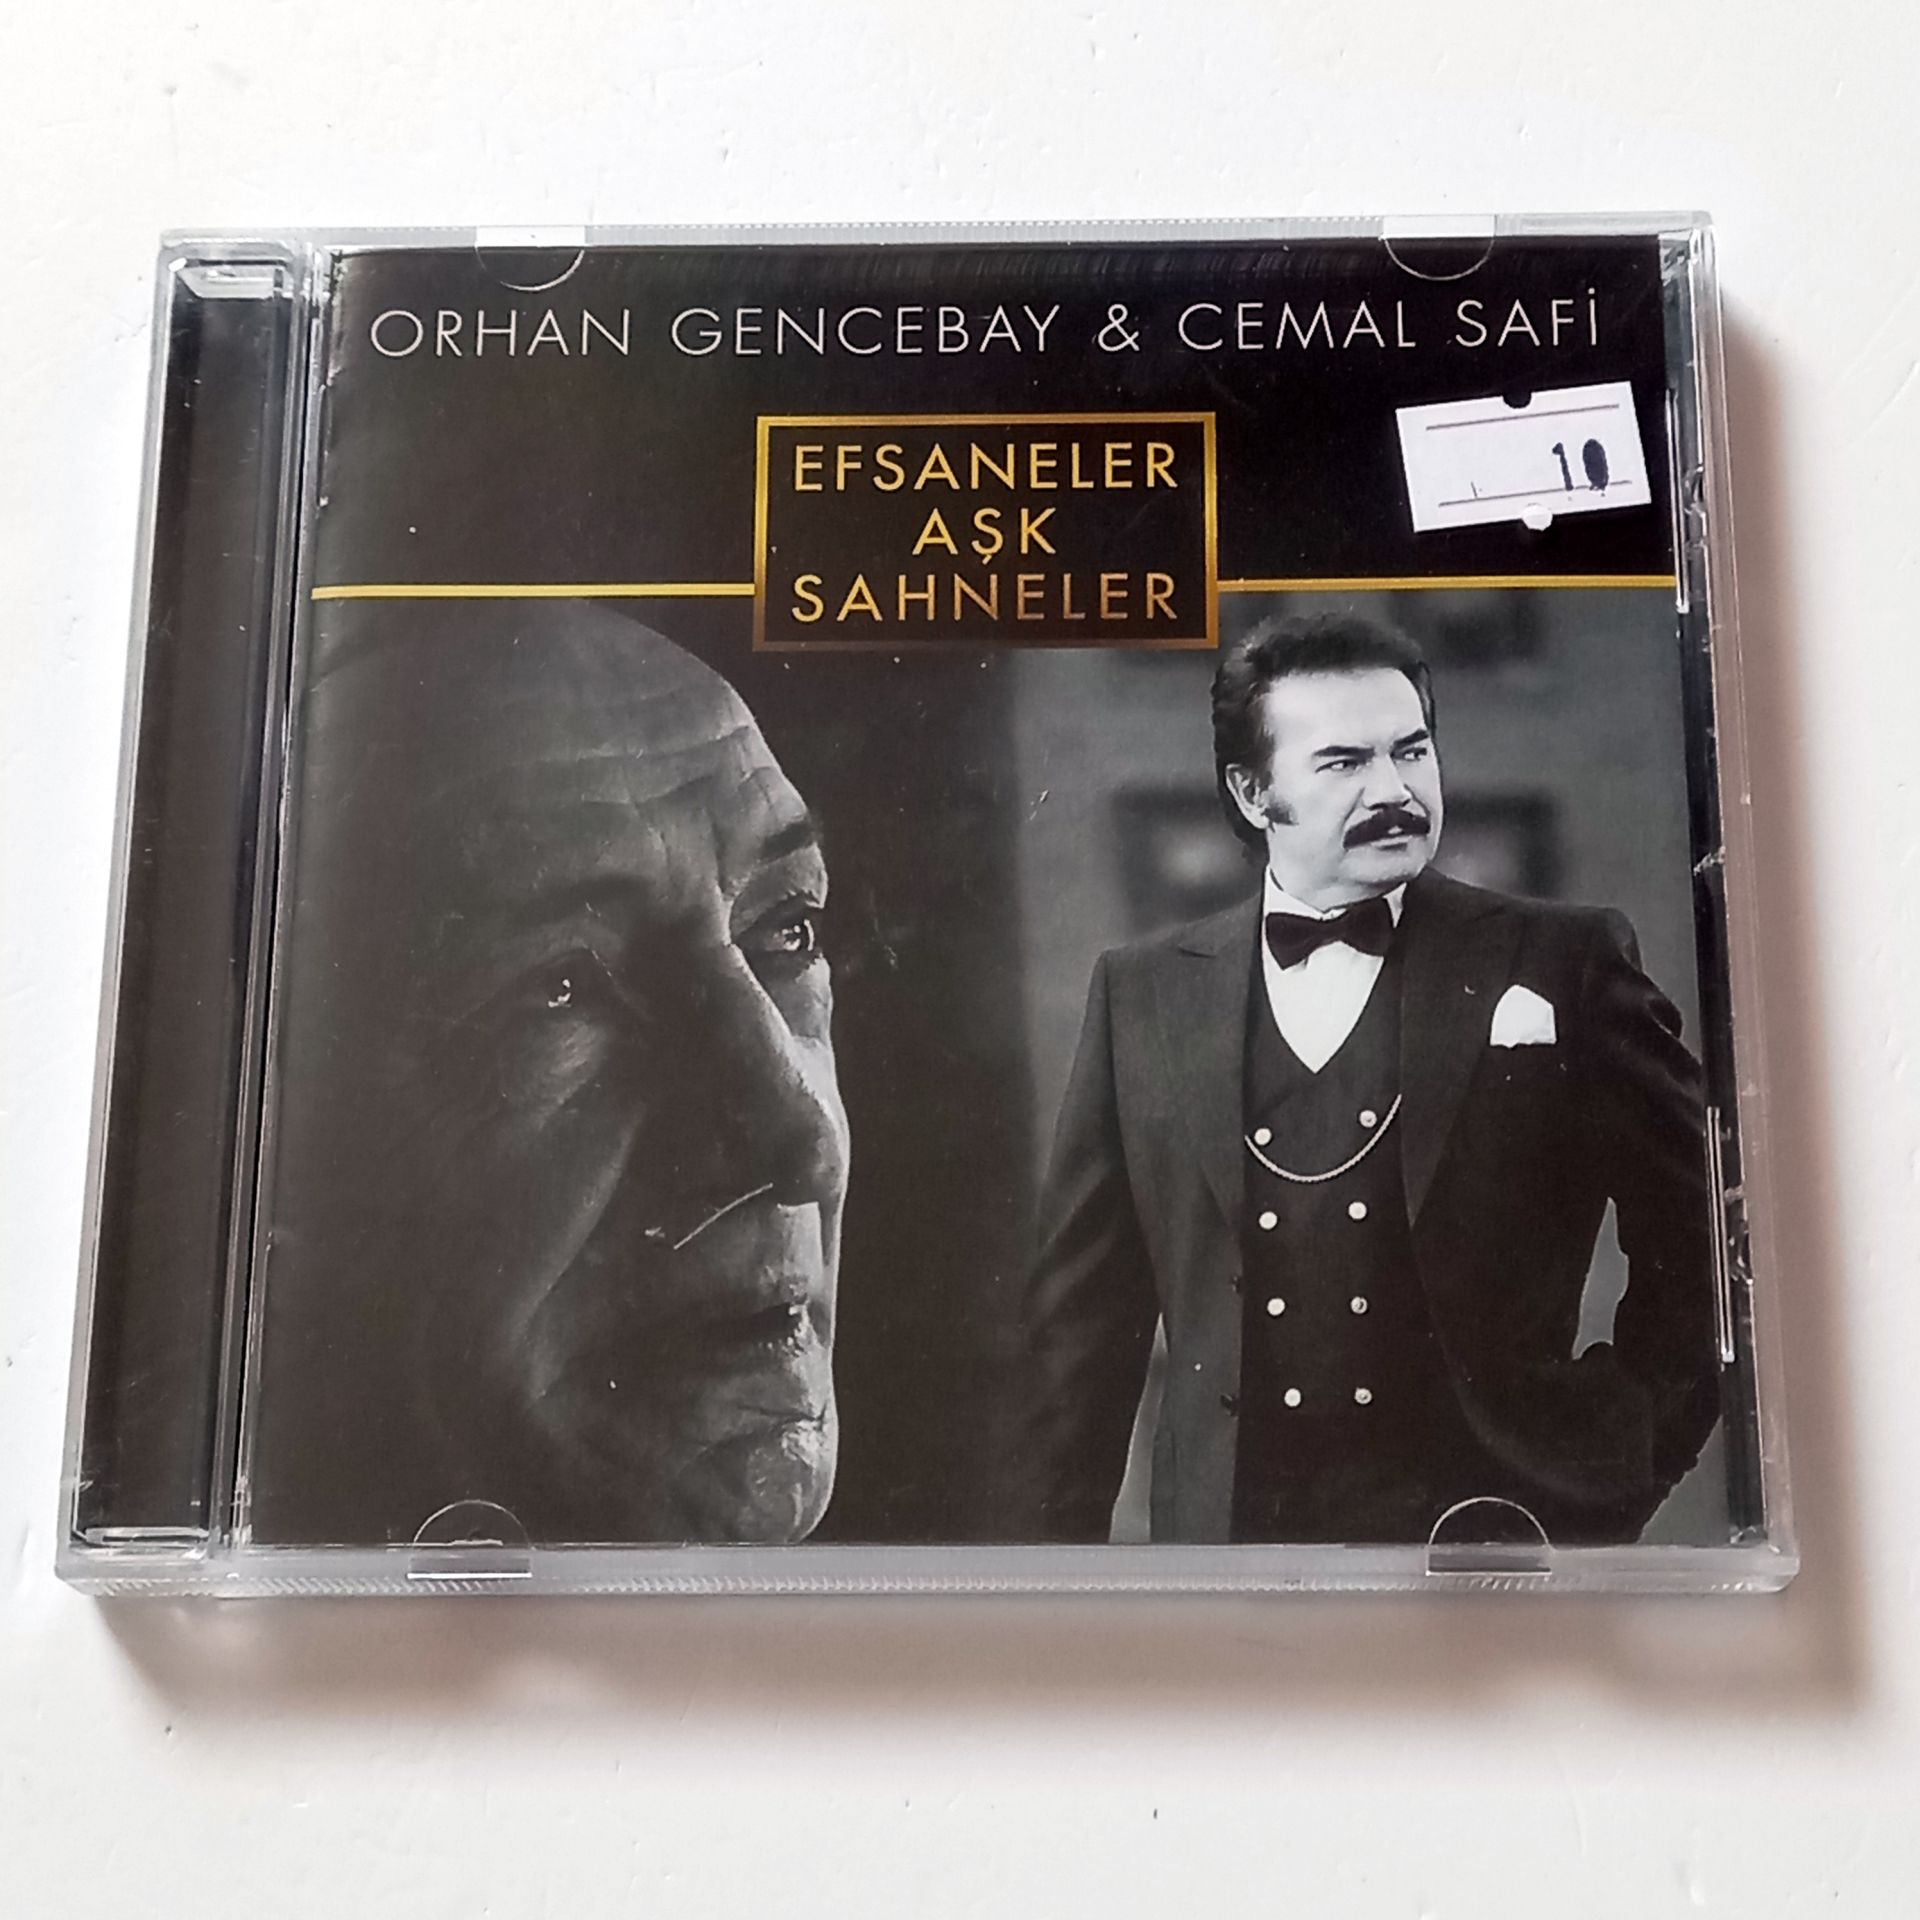 ORHAN GENCEBAY & CEMAL SAFİ
EFSANELER
AŞK
SAHNELER
10